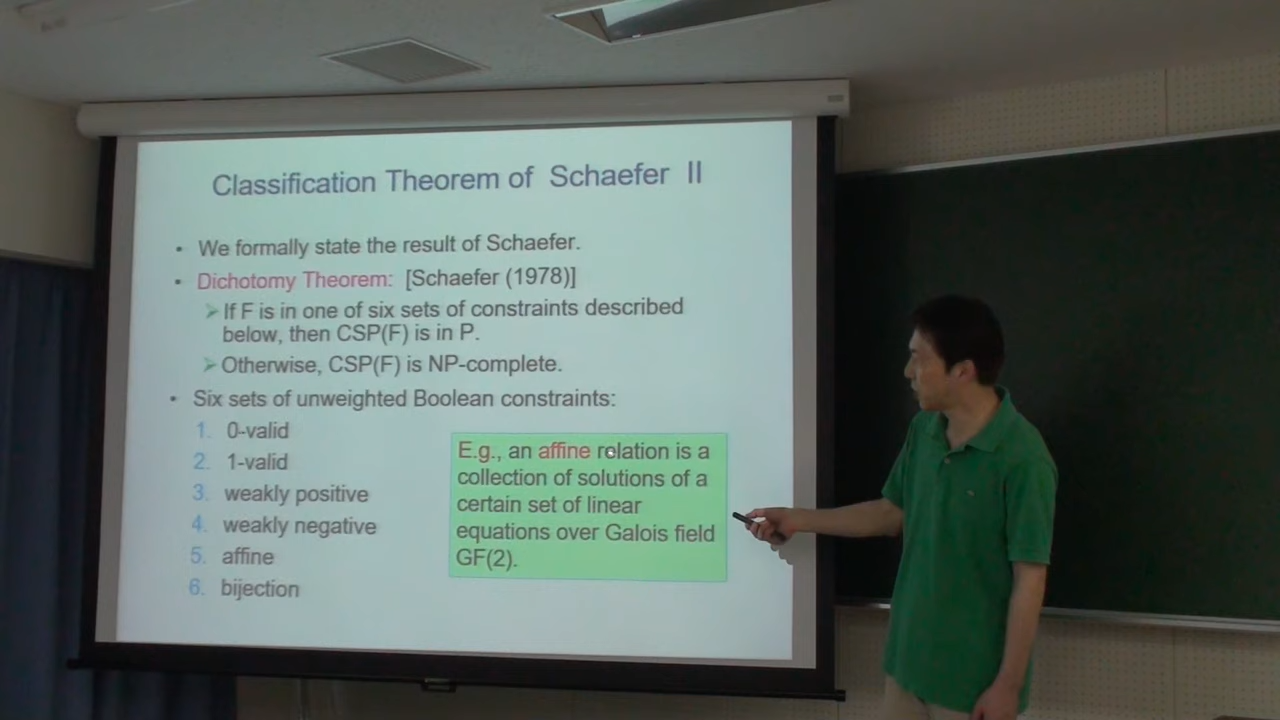 Classification Theorem of Schaefer II
• We formally state the result of Schaefer.
• Dichotomy Theorem: [Schaefer (1978)]
➢ If F is in one of six sets of constraints described
below, then CSP(F) is in P.
➢ Otherwise, CSP(F) is NP-complete.
• Six sets of unweighted Boolean constraints:
1. 0-valid
2. 1-valid
3. weakly positive
4. weakly negative
5. affine
6. bijection
E.g., an affine relation is a
collection of solutions of a
certain set of linear
equations over Galois field
GF(2).